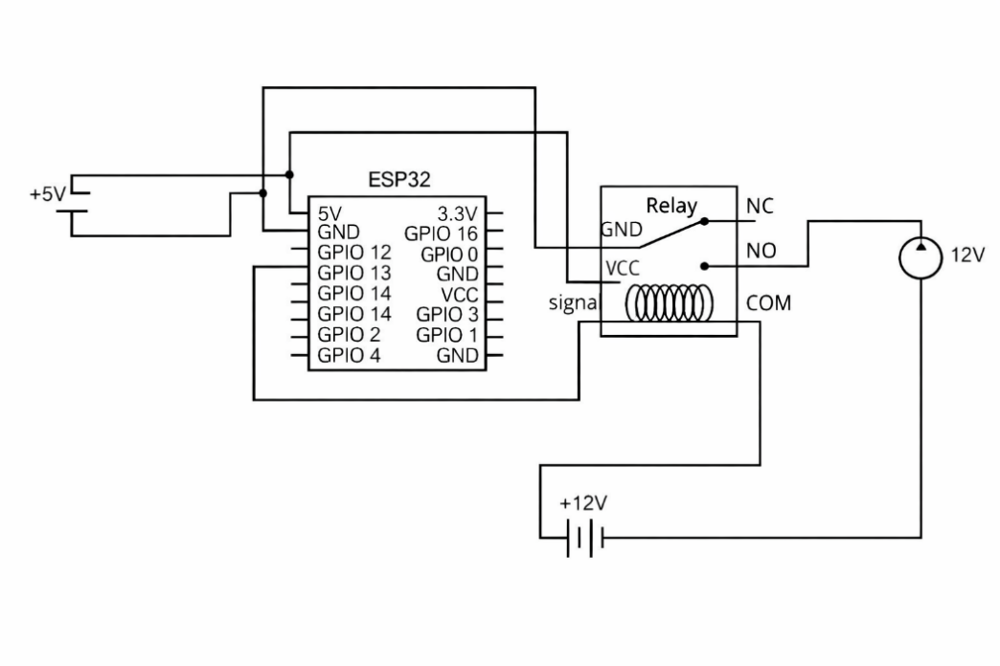 +5V
ESP32
5V
GND
GPIO 12
GPIO 13
GPIO 14
GPIO 14
GPIO 2
GPIO 4
3.3V
GPIO 16
GPIO 0
GND
VCC
GPIO 3
GPIO 1
GND
Relay
GND
VCC
signal
NC
NO
COM
12V
+12V